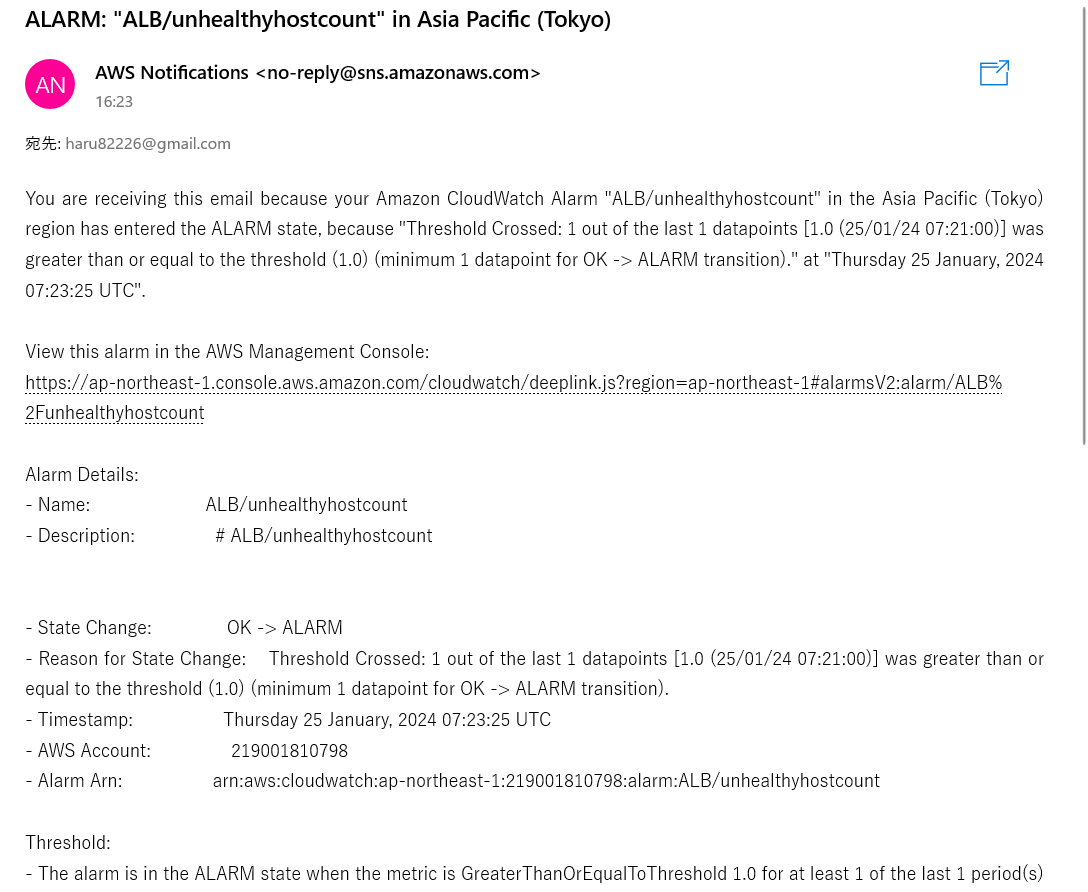 ALARM: "ALB/unhealthyhostcount" in Asia Pacific (Tokyo)
AN
AWS Notifications <no-reply@sns.amazonaws.com>
16:23
宛先: haru82226@gmail.com
You are receiving this email because your Amazon CloudWatch Alarm "ALB/unhealthyhostcount" in the Asia Pacific (Tokyo)
region has entered the ALARM state, because "Threshold Crossed: 1 out of the last 1 datapoints [1.0 (25/01/24 07:21:00)] was
greater than or equal to the threshold (1.0) (minimum 1 datapoint for OK -> ALARM transition)." at "Thursday 25 January, 2024
07:23:25 UTC".
View this alarm in the AWS Management Console:
https://ap-northeast-1.console.aws.amazon.com/cloudwatch/deeplink.js?region=ap-northeast-1#alarmsV2:alarm/ALB%
2Funhealthyhostcount
Alarm Details:
- Name: ALB/unhealthyhostcount
- Description: # ALB/unhealthyhostcount
- State Change: OK -> ALARM
- Reason for State Change: Threshold Crossed: 1 out of the last 1 datapoints [1.0 (25/01/24 07:21:00)] was greater than or
equal to the threshold (1.0) (minimum 1 datapoint for OK -> ALARM transition).
- Timestamp: Thursday 25 January, 2024 07:23:25 UTC
- AWS Account: 219001810798
- Alarm Arn: arn:aws:cloudwatch:ap-northeast-1:219001810798:alarm:ALB/unhealthyhostcount
Threshold:
- The alarm is in the ALARM state when the metric is GreaterThanOrEqualToThreshold 1.0 for at least 1 of the last 1 period(s)